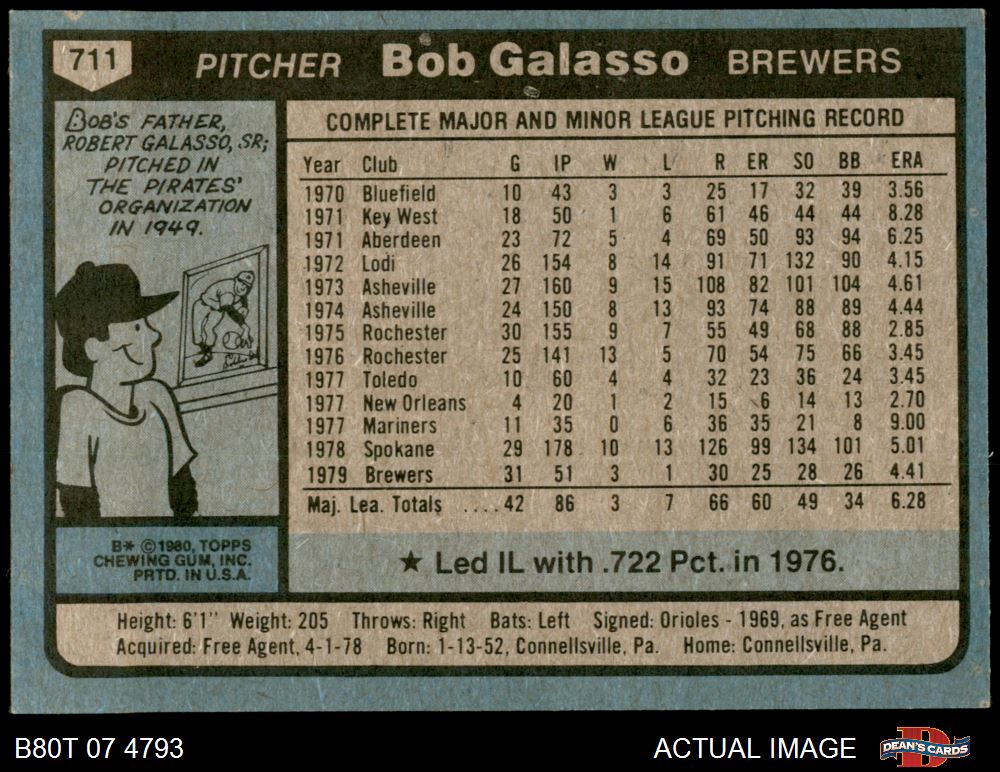 711 PITCHER Bob Galasso BREWERS
BOB'S FATHER,
ROBERT GALASSO, SR;
PITCHED IN
THE PIRATES'
ORGANIZATION
IN 1949.
B* © 1980, TOPPS
CHEWING GUM, INC.
PRTD. IN U.S.A.
COMPLETE MAJOR AND MINOR LEAGUE PITCHING RECORD
Year Club G IP W L R ER SO BB ERA
1970 Bluefield 10 43 3 3 25 17 32 39 3.56
1971 Key West 18 50 1 6 61 46 44 44 8.28
1971 Aberdeen 23 72 5 4 69 50 93 94 6.25
1972 Lodi 26 154 8 14 91 71 132 90 4.15
1973 Asheville 27 160 9 15 108 82 101 104 4.61
1974 Asheville 24 150 8 13 93 74 88 89 4.44
1975 Rochester 30 155 9 7 55 49 68 88 2.85
1976 Rochester 25 141 13 5 70 54 75 66 3.45
1977 Toledo 10 60 4 4 32 23 36 24 3.45
1977 New Orleans 4 20 1 2 15 6 14 13 2.70
1977 Mariners 11 35 0 6 36 35 21 8 9.00
1978 Spokane 29 178 10 13 126 99 134 101 5.01
1979 Brewers 31 51 3 1 30 25 28 26 4.41
Maj. Lea. Totals ....42 86 3 7 66 60 49 34 6.28
★ Led IL with .722 Pct. in 1976.
Height: 6'1" Weight: 205 Throws: Right Bats: Left Signed: Orioles - 1969, as Free Agent
Acquired: Free Agent, 4-1-78 Born: 1-13-52, Connellsville, Pa. Home: Connellsville, Pa.
B80T 07 4793 ACTUAL IMAGE DEAN'S CARDS